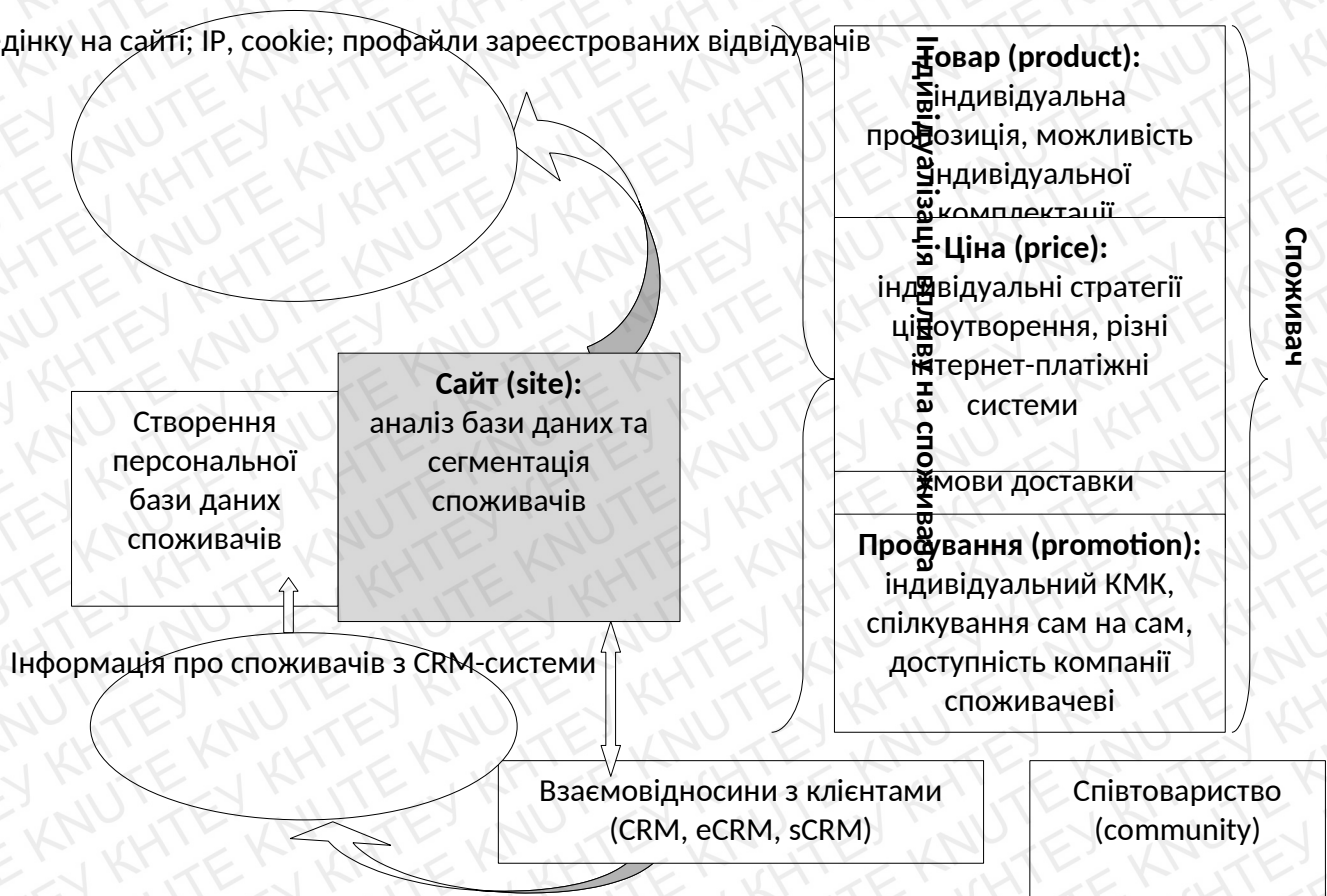 дінку на сайті; IP, cookie; профайли зареєстрованих відвідувачів
Товар (product):
індивідуальна
пропозиція, можливість
індивідуальної
комплектації
Ціна (price):
індивідуальні стратегії
ціноутворення, різні
інтернет-платіжні
системи
умови доставки
Просування (promotion):
індивідуальний КМК,
спілкування сам на сам,
доступність компанії
споживачеві
Індивідуалізація впливу на споживача
Споживач
Сайт (site):
аналіз бази даних та
сегментація
споживачів
Створення
персональної
бази даних
споживачів
Інформація про споживачів з CRM-системи
Взаємовідносини з клієнтами
(CRM, eCRM, sCRM)
Співтовариство
(community)